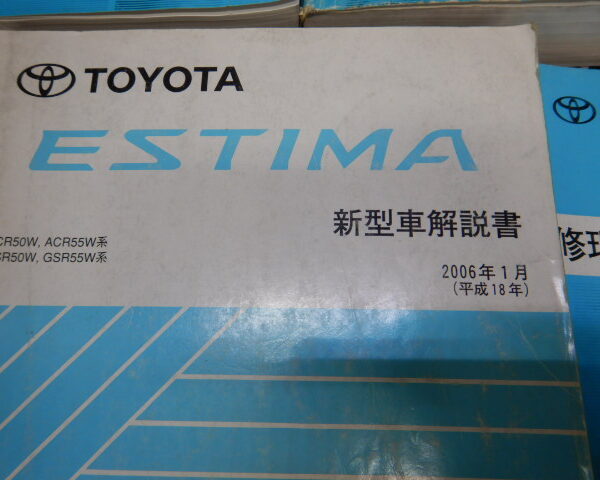 TOYOTA
ESTIMA
新型車解説書
CR50W, ACR55W系
SR50W, GSR55W系
2006年1月
(平成18年)
修理